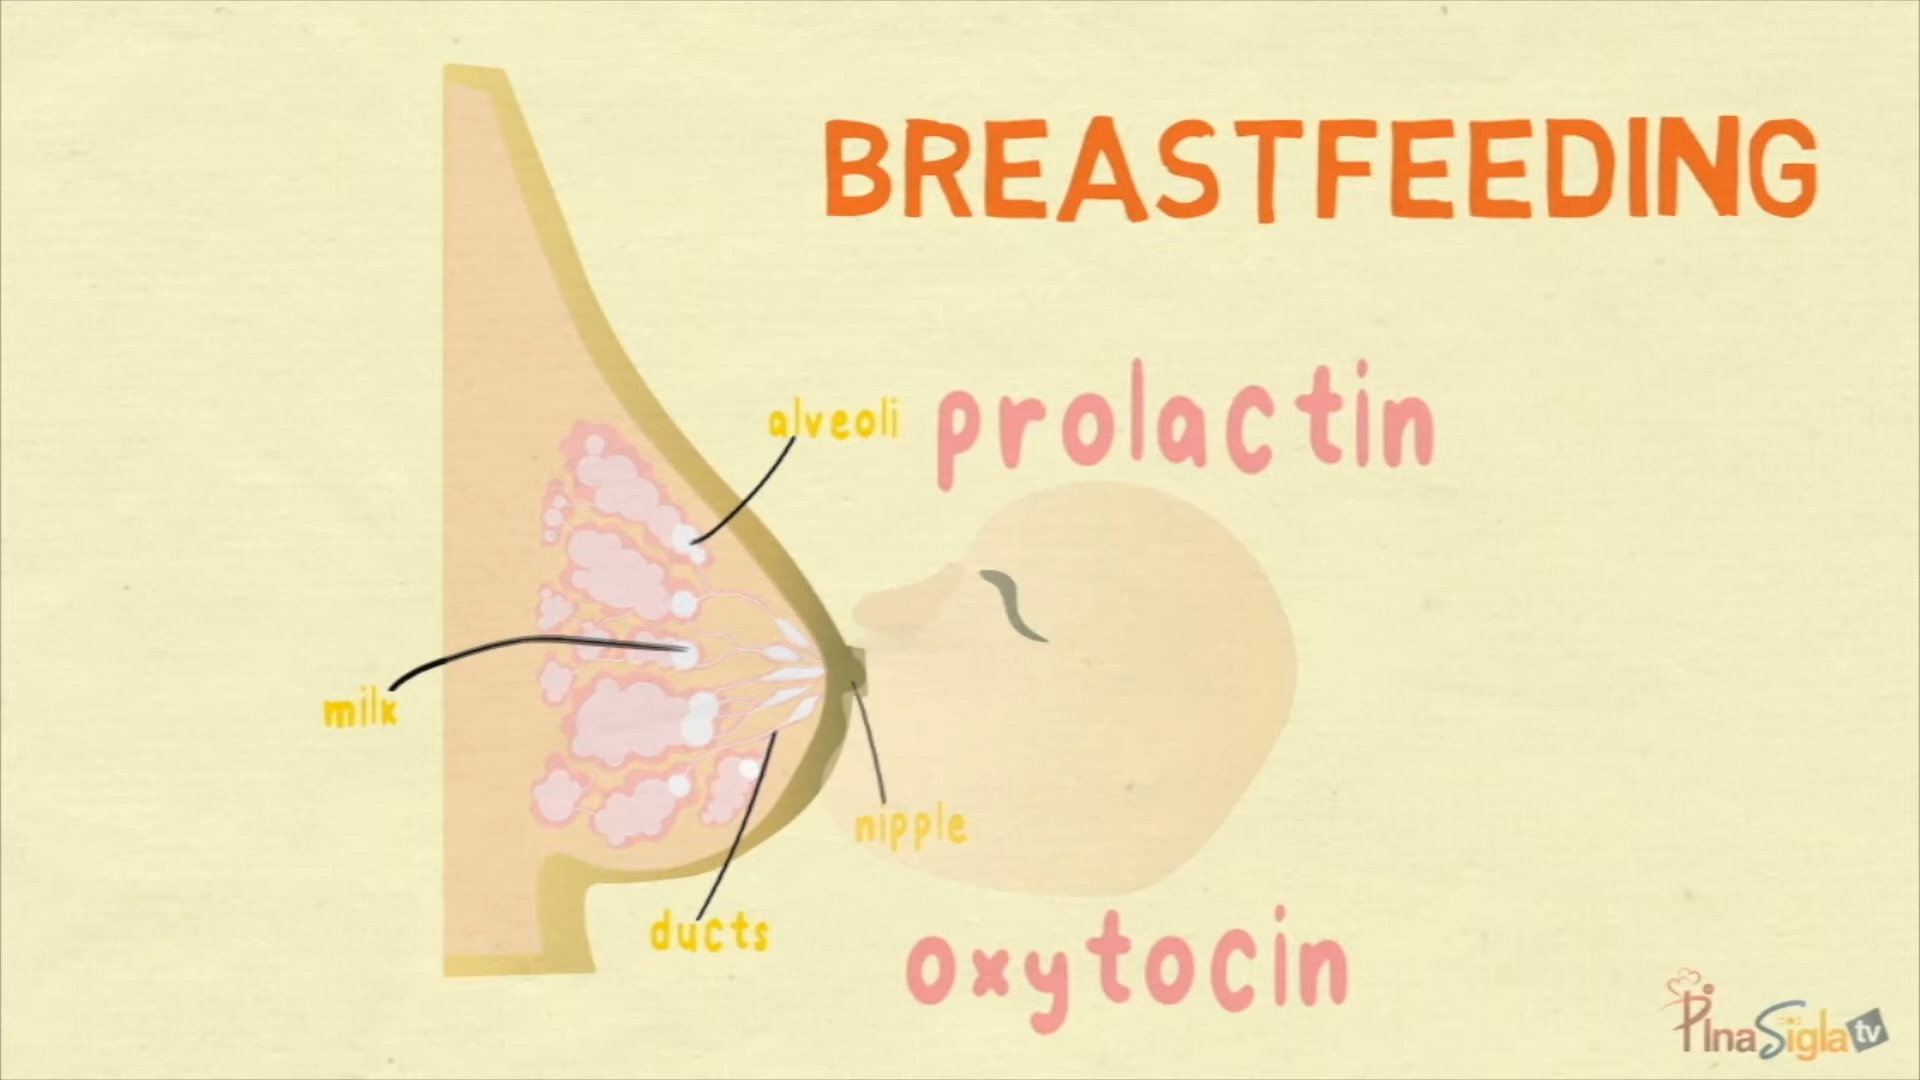 BREASTFEEDING
alveoli
prolactin
milk
nipple
ducts
oxytocin
PInaSigla tv